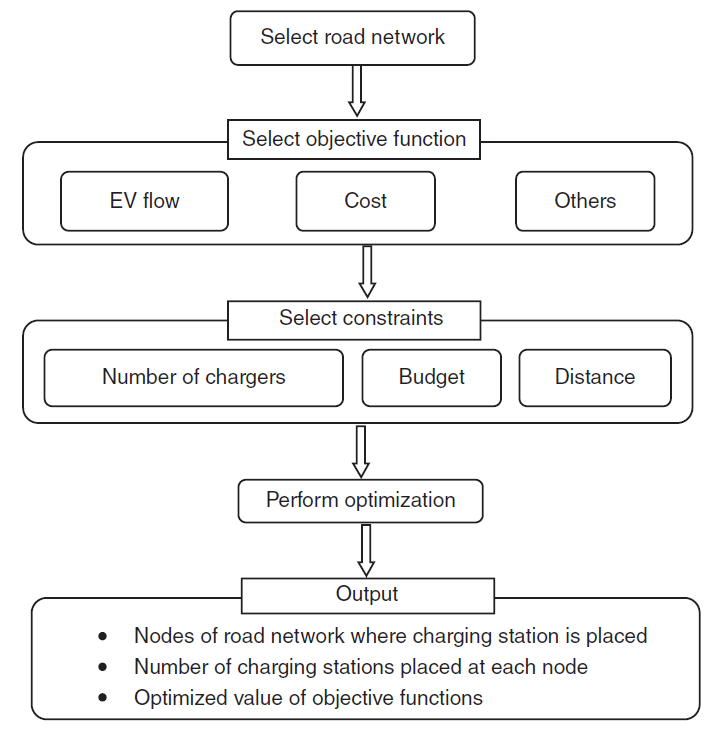 Select road network
Select objective function
EV flow
Cost
Others
Select constraints
Number of chargers
Budget
Distance
Perform optimization
Output
• Nodes of road network where charging station is placed
• Number of charging stations placed at each node
• Optimized value of objective functions